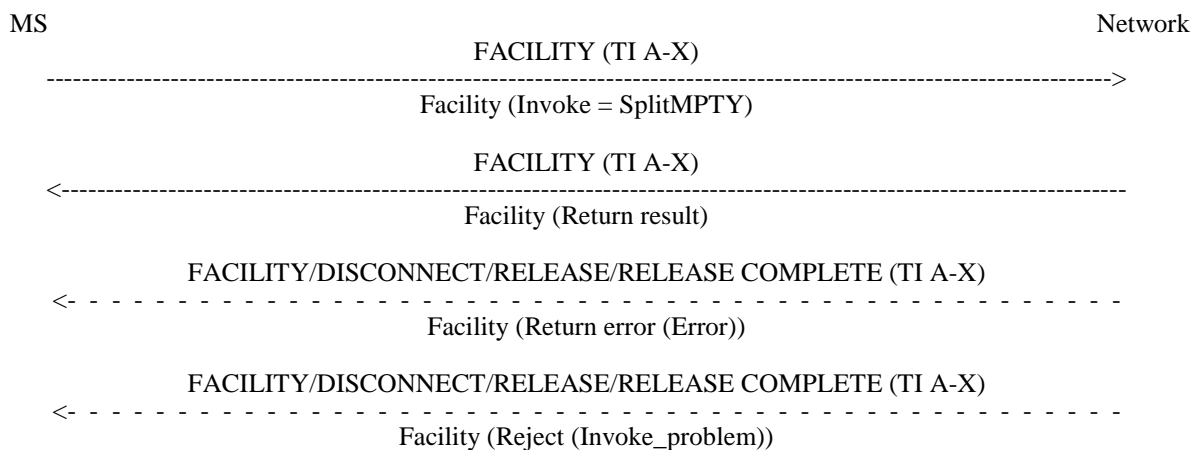 MS Network
FACILITY (TI A-X)
Facility (Invoke = SplitMPTY)
FACILITY (TI A-X)
Facility (Return result)
FACILITY/DISCONNECT/RELEASE/RELEASE COMPLETE (TI A-X)
Facility (Return error (Error))
FACILITY/DISCONNECT/RELEASE/RELEASE COMPLETE (TI A-X)
Facility (Reject (Invoke_problem))